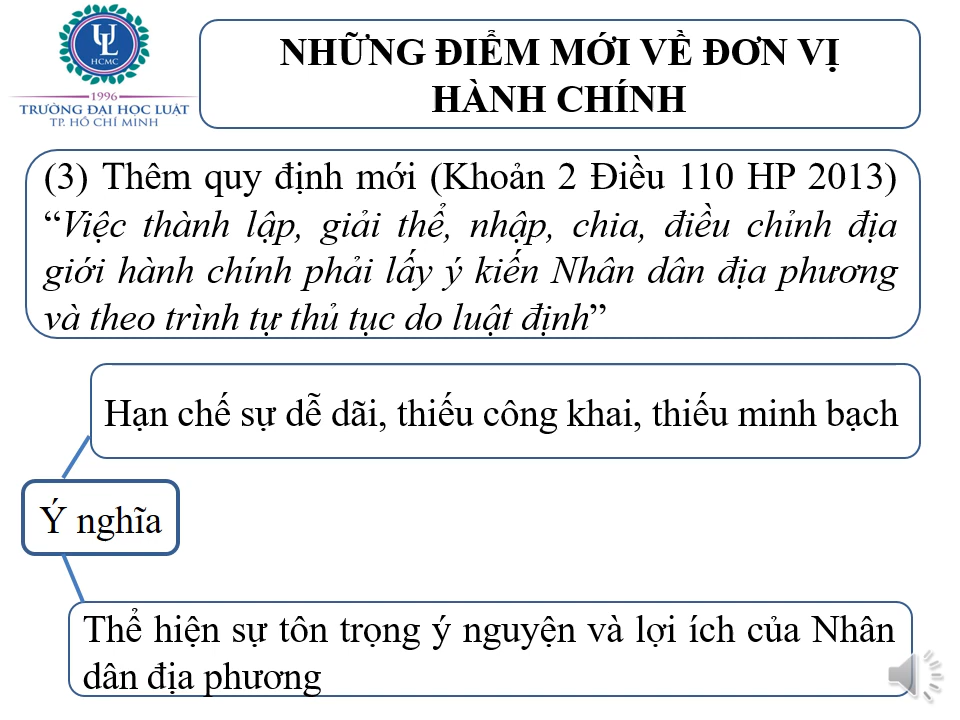 UL
HCMC
1996
TRƯỜNG ĐẠI HỌC LUẬT
TP. HỒ CHÍ MINH
NHỮNG ĐIỂM MỚI VỀ ĐƠN VỊ
HÀNH CHÍNH
(3) Thêm quy định mới (Khoản 2 Điều 110 HP 2013)
“Việc thành lập, giải thể, nhập, chia, điều chỉnh địa
giới hành chính phải lấy ý kiến Nhân dân địa phương
và theo trình tự thủ tục do luật định”
Hạn chế sự dễ dãi, thiếu công khai, thiếu minh bạch
Ý nghĩa
Thể hiện sự tôn trọng ý nguyện và lợi ích của Nhân
dân địa phương